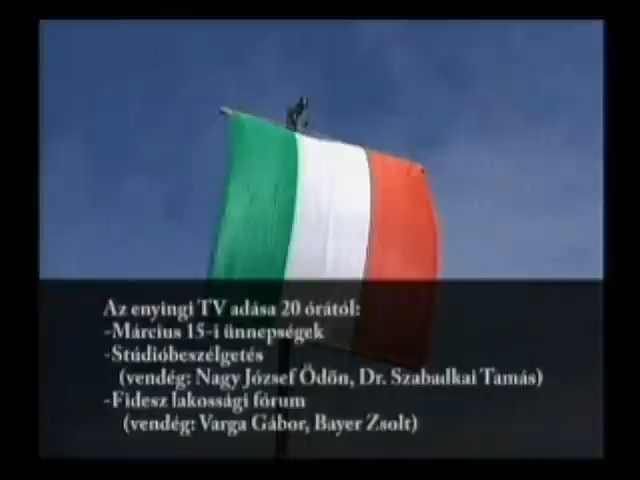 Az enyingi TV adása 20 órától:
-Március 15-i ünnepségek
-Stúdióbeszélgetés
(vendég: Nagy József Ödön, Dr. Szabadkai Tamás)
-Fidesz lakossági fórum
(vendég: Varga Gábor, Bayer Zsolt)